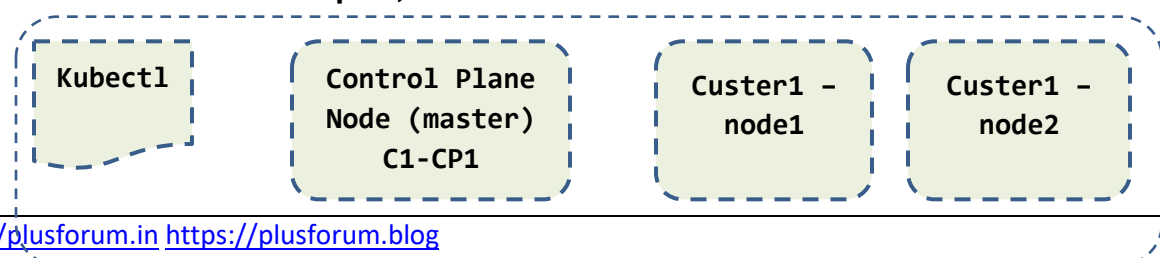 Kubectl
Control Plane
Node (master)
C1-CP1
Custer1 –
node1
Custer1 –
node2
/plusforum.in https://plusforum.blog